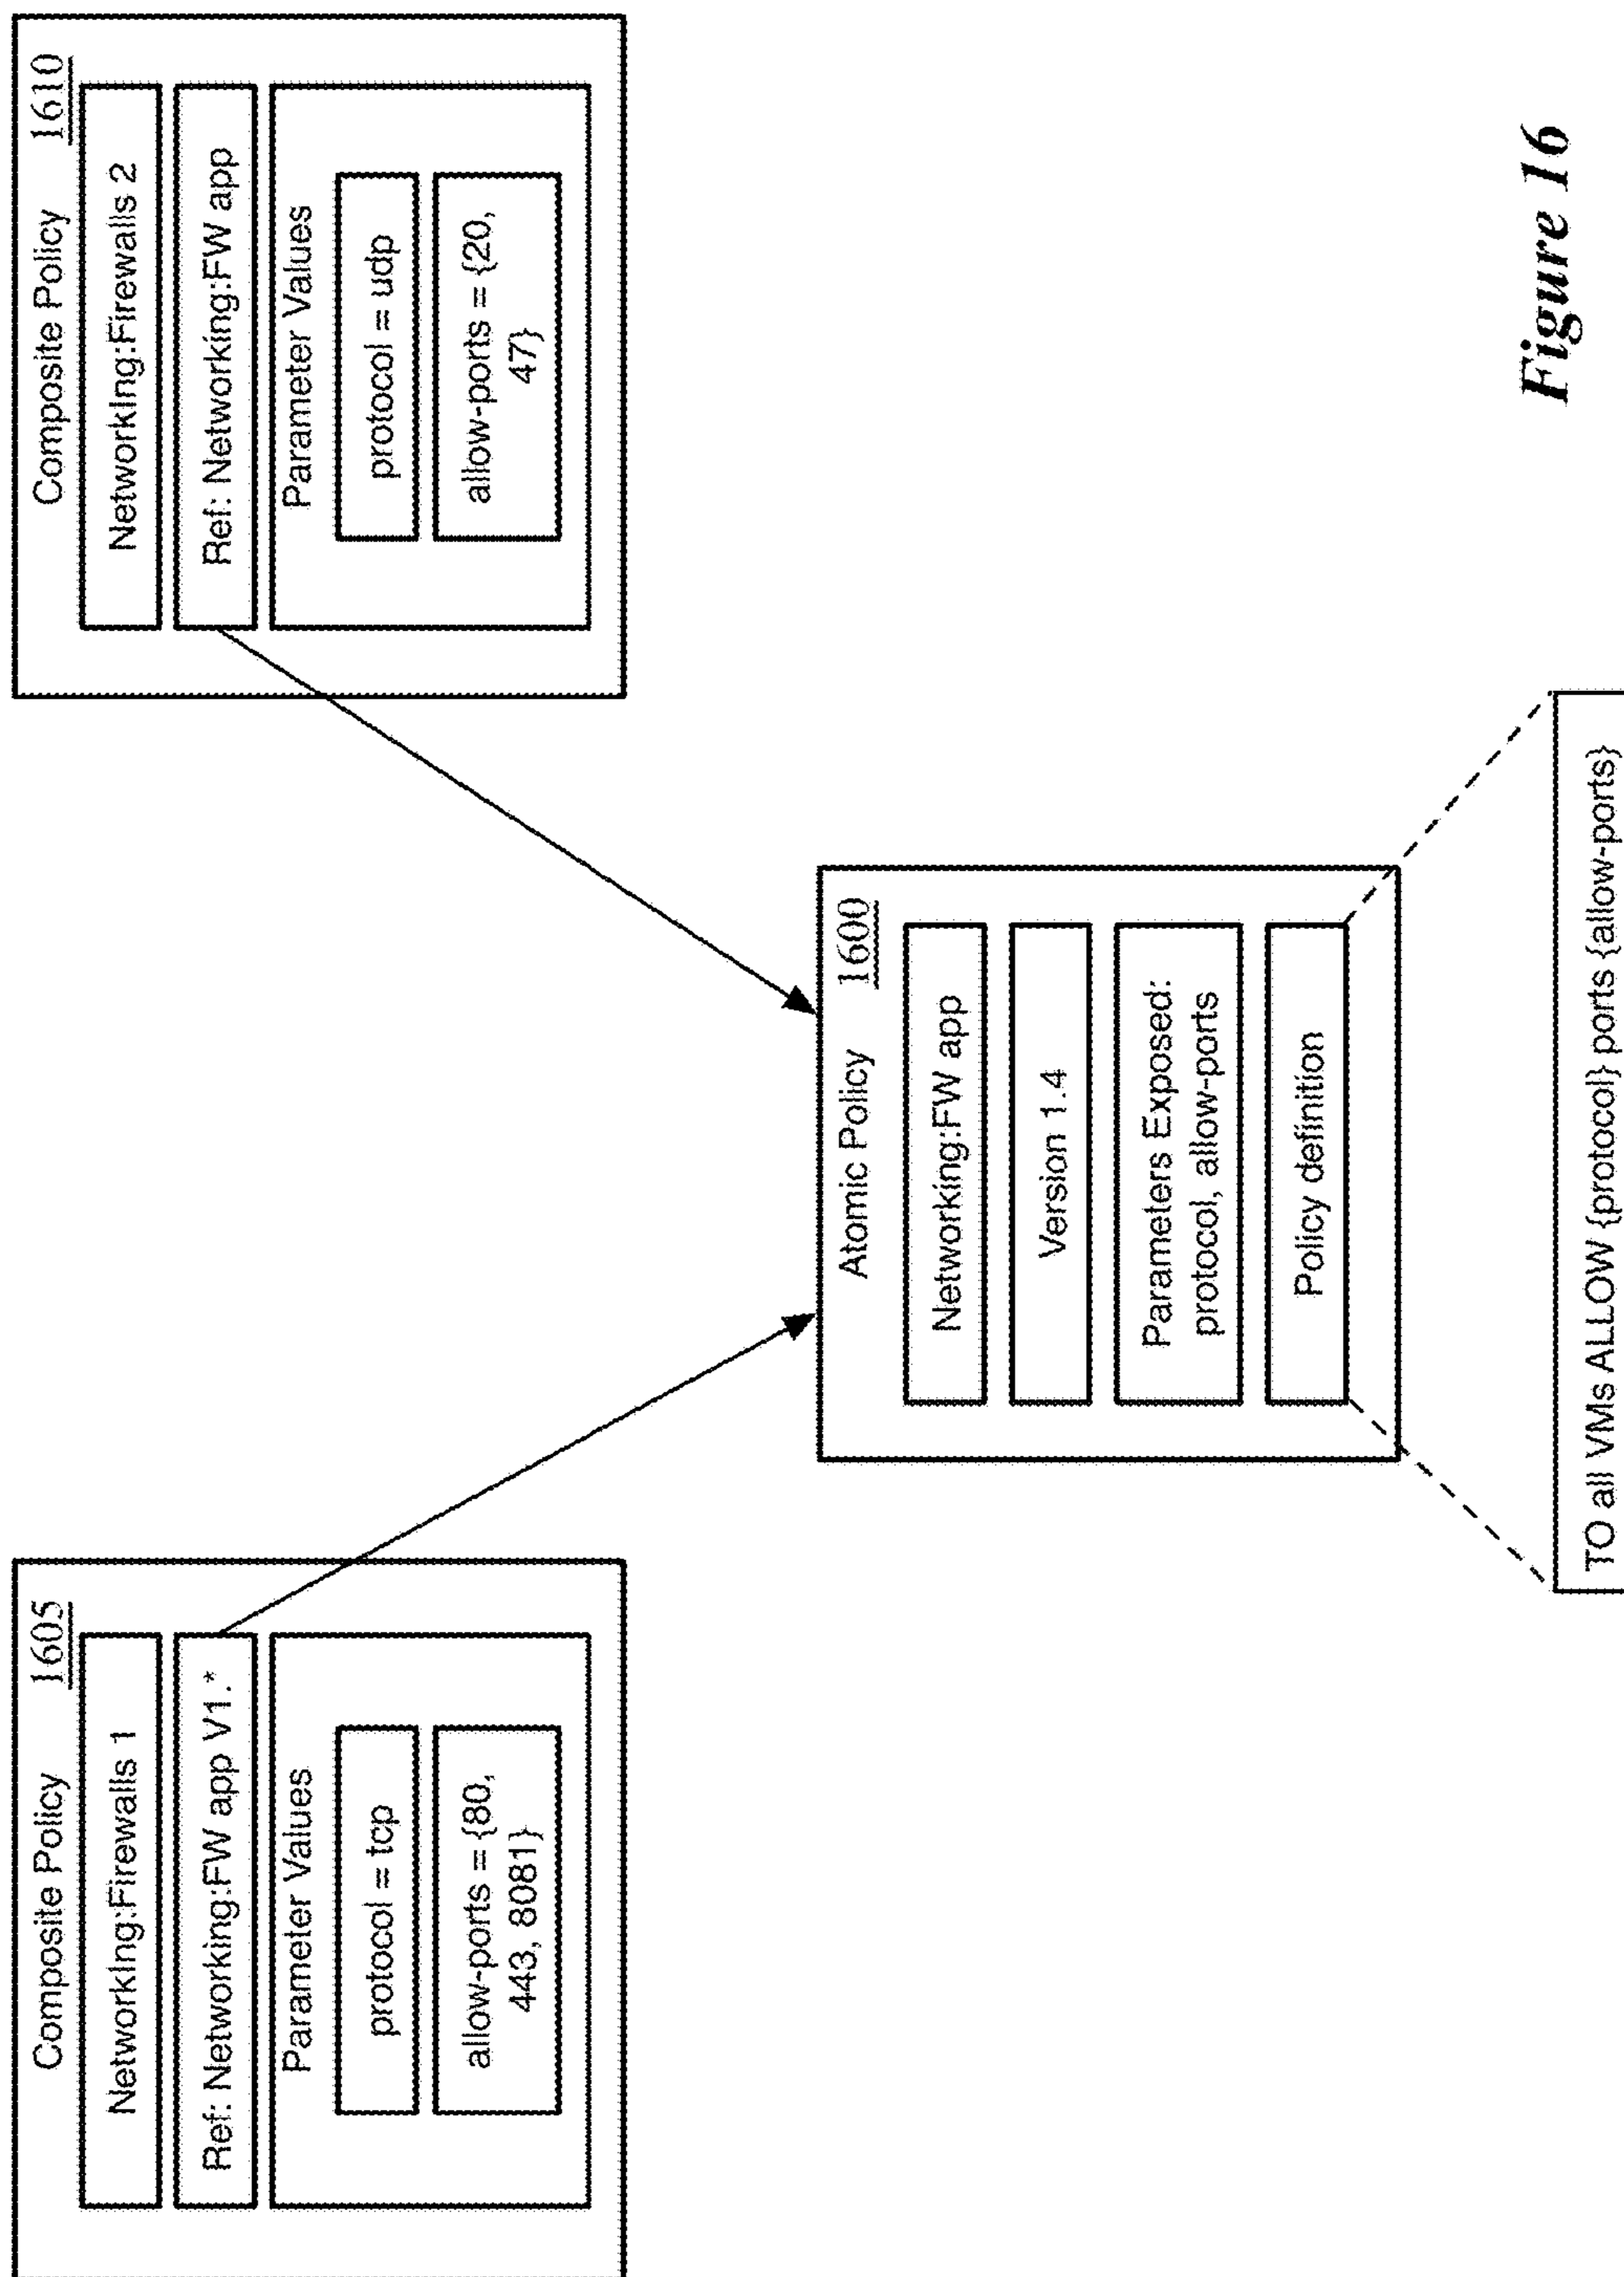 Composite Policy 1605
Networking:Firewalls 1
Ref: Networking:FW app V1.*
Parameter Values
protocol = tcp
allow-ports = {80,
443, 8081}
Composite Policy 1610
Networking:Firewalls 2
Ref: Networking:FW app
Parameter Values
protocol = udp
allow-ports = {20,
47}
Atomic Policy 1600
Networking:FW app
Version 1.4
Parameters Exposed:
protocol, allow-ports
Policy definition
TO all VMs ALLOW {protocol} ports {allow-ports}
Figure 16